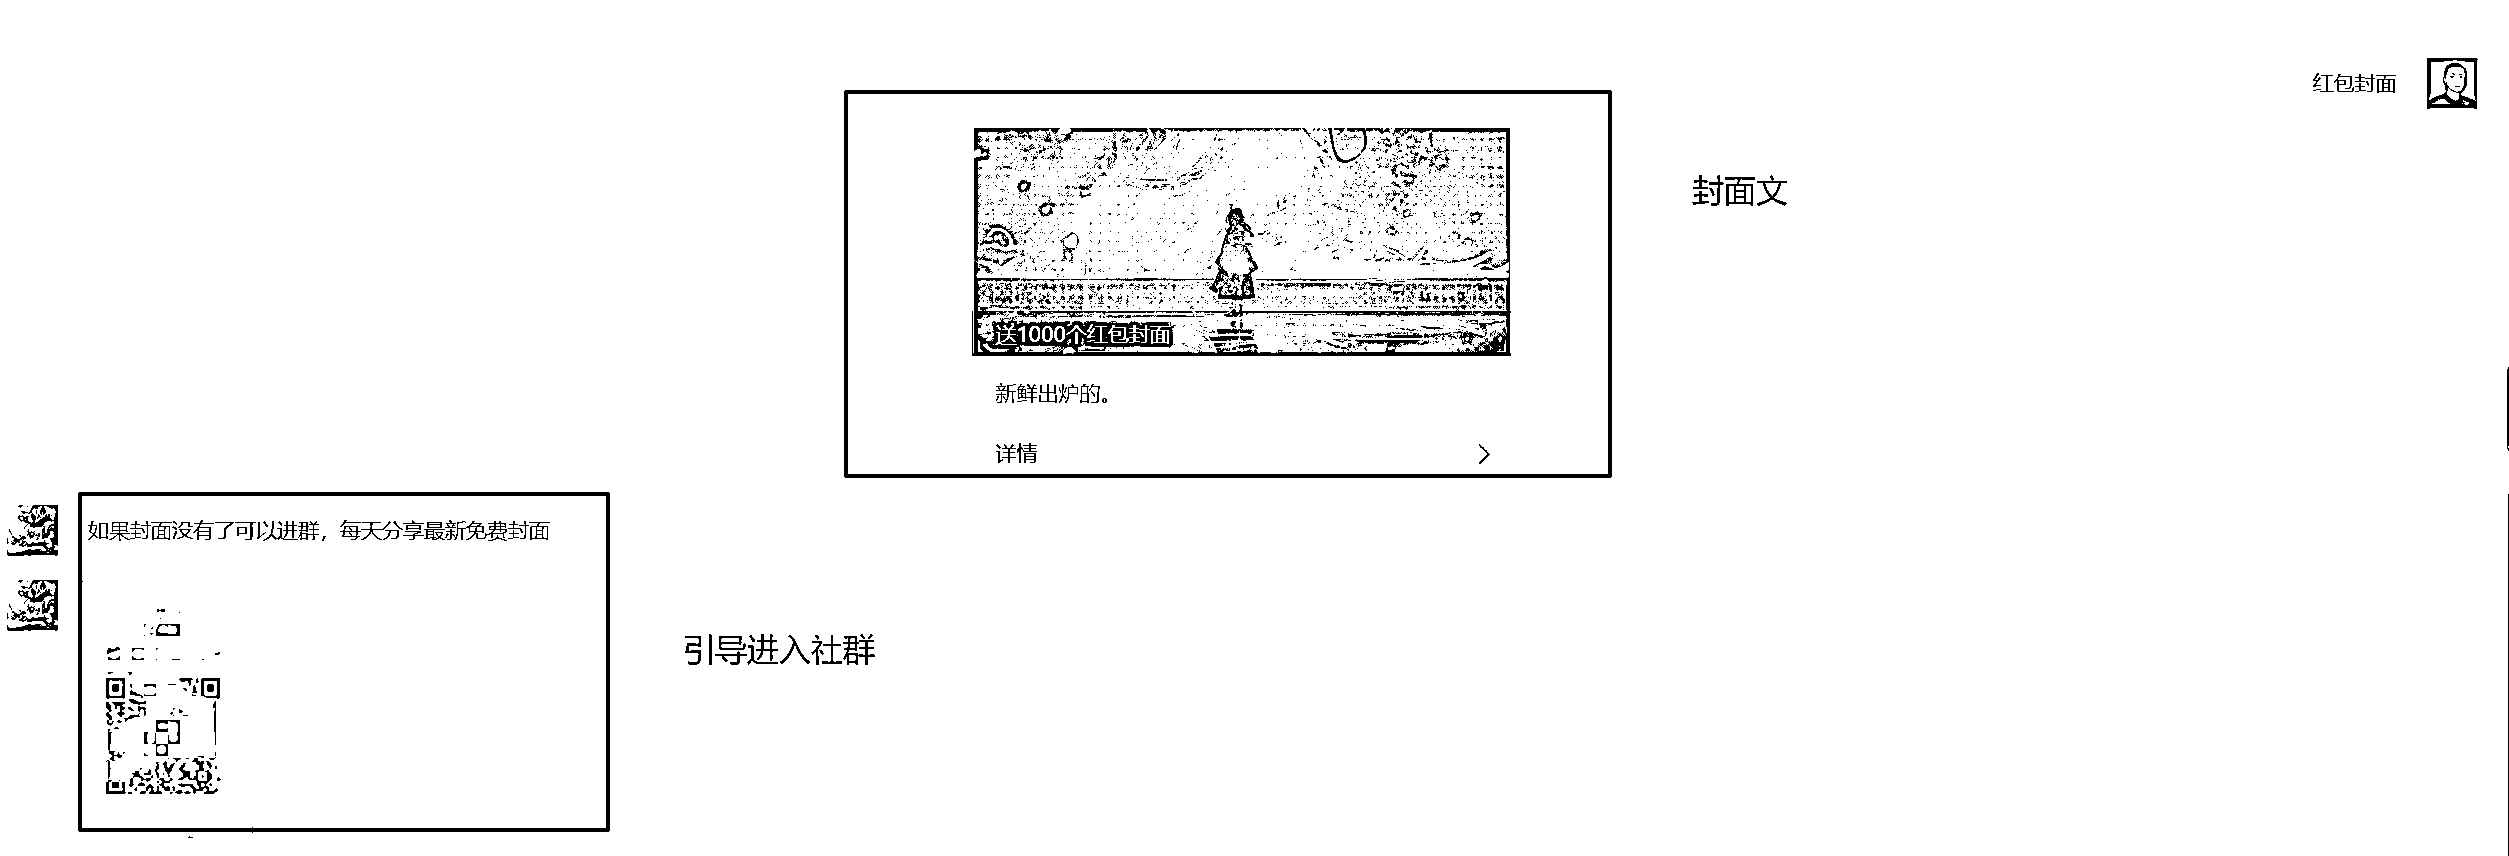 红包封面
封面文
送1000个红包封面
新鲜出炉的。
详情
如果封面没有了可以进群，每天分享最新免费封面
引导进入社群